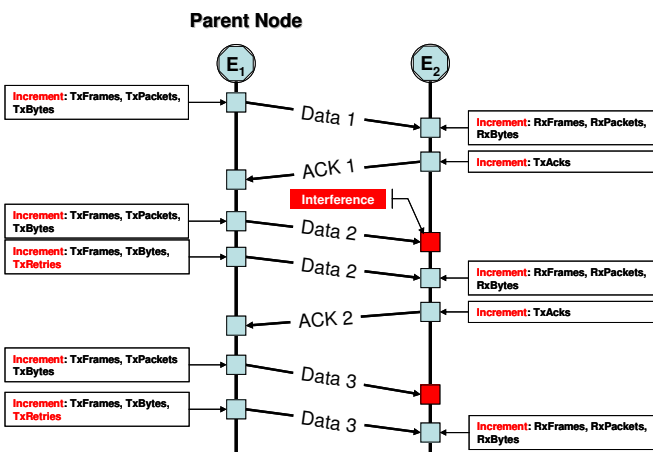 Parent Node
E1
E2
Increment: TxFrames, TxPackets,
TxBytes
Data 1
Increment: RxFrames, RxPackets,
RxBytes
ACK 1
Increment: TxAcks
Interference
Increment: TxFrames, TxPackets,
TxBytes
Data 2
Increment: TxFrames, TxBytes,
TxRetries
Data 2
Increment: RxFrames, RxPackets,
RxBytes
ACK 2
Increment: TxAcks
Increment: TxFrames, TxPackets
TxBytes
Data 3
Increment: TxFrames, TxBytes,
TxRetries
Data 3
Increment: RxFrames, RxPackets,
RxBytes